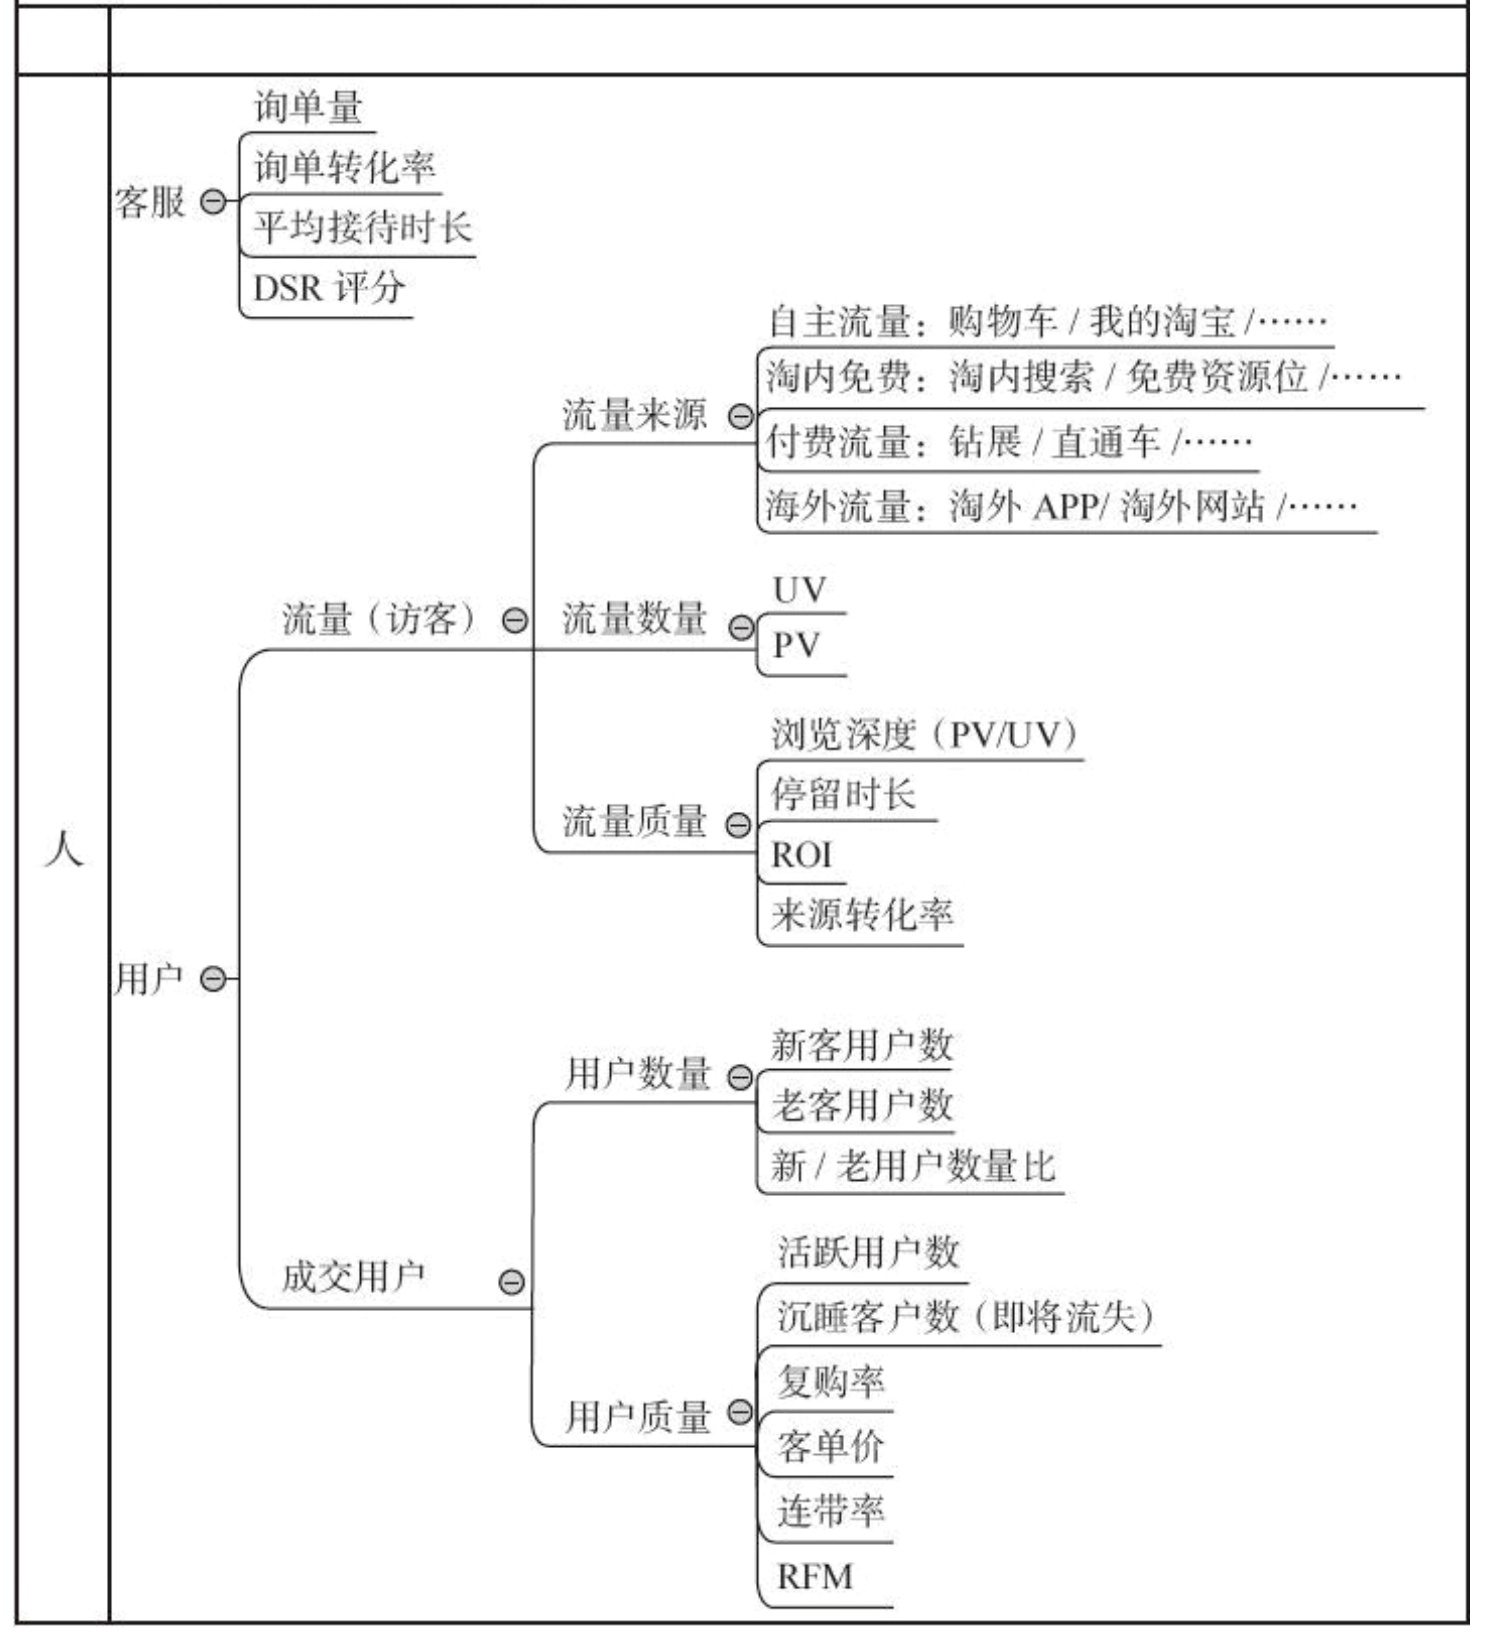 人
客服
询单量
询单转化率
平均接待时长
DSR 评分
用户
流量（访客）
流量来源
自主流量：购物车 / 我的淘宝 /……
淘内免费：淘内搜索 / 免费资源位 /……
付费流量：钻展 / 直通车 /……
海外流量：淘外 APP/ 淘外网站 /……
流量数量
UV
PV
流量质量
浏览深度（PV/UV）
停留时长
ROI
来源转化率
成交用户
用户数量
新客用户数
老客用户数
新 / 老用户数量比
用户质量
活跃用户数
沉睡客户数（即将流失）
复购率
客单价
连带率
RFM